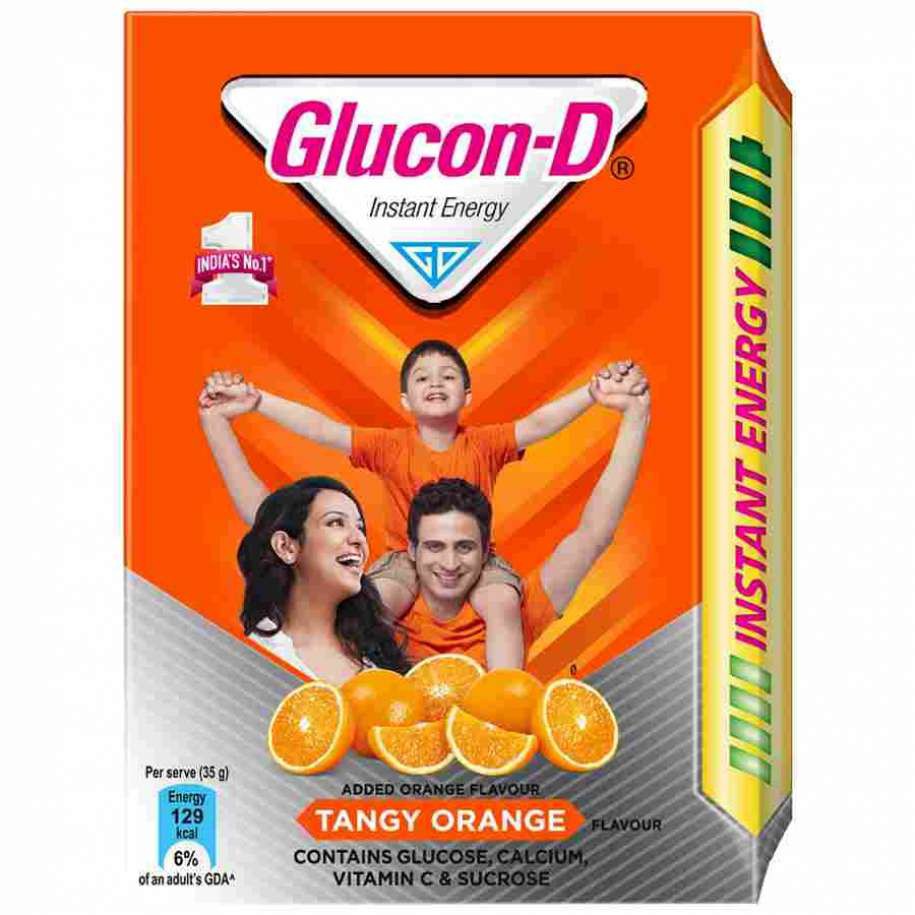 Glucon-D®
Instant Energy
GD
INDIA'S No.1*
INSTANT ENERGY
Per serve (35 g)
Energy
129
kcal
6%
of an adult's GDA^
ADDED ORANGE FLAVOUR
TANGY ORANGE FLAVOUR
CONTAINS GLUCOSE, CALCIUM,
VITAMIN C & SUCROSE